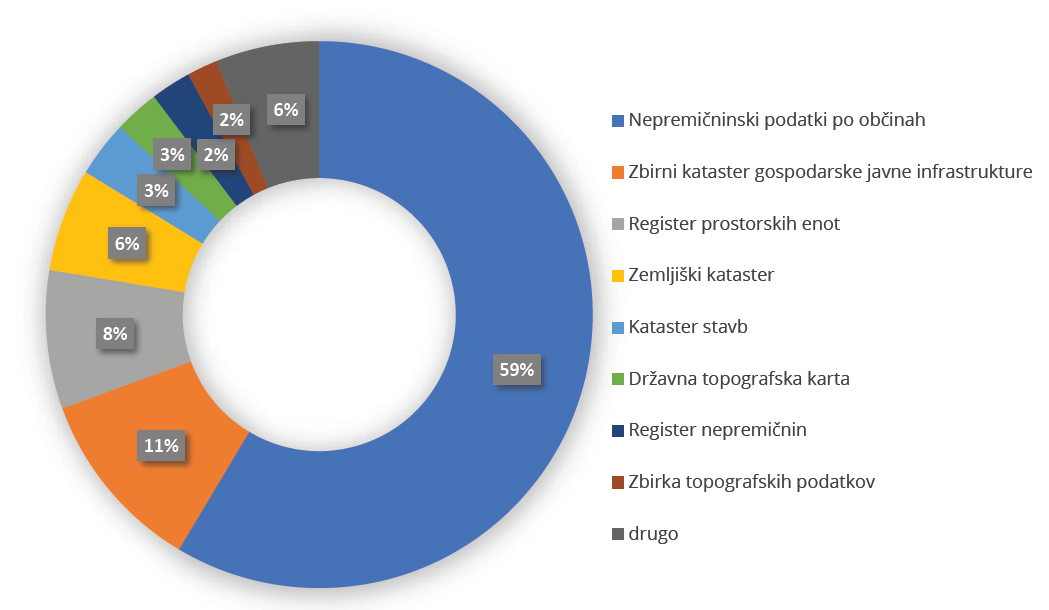 59%
11%
8%
6%
3%
3%
2%
2%
6%
Nepremičninski podatki po občinah
Zbirni kataster gospodarske javne infrastrukture
Register prostorskih enot
Zemljiški kataster
Kataster stavb
Državna topografska karta
Register nepremičnin
Zbirka topografskih podatkov
drugo